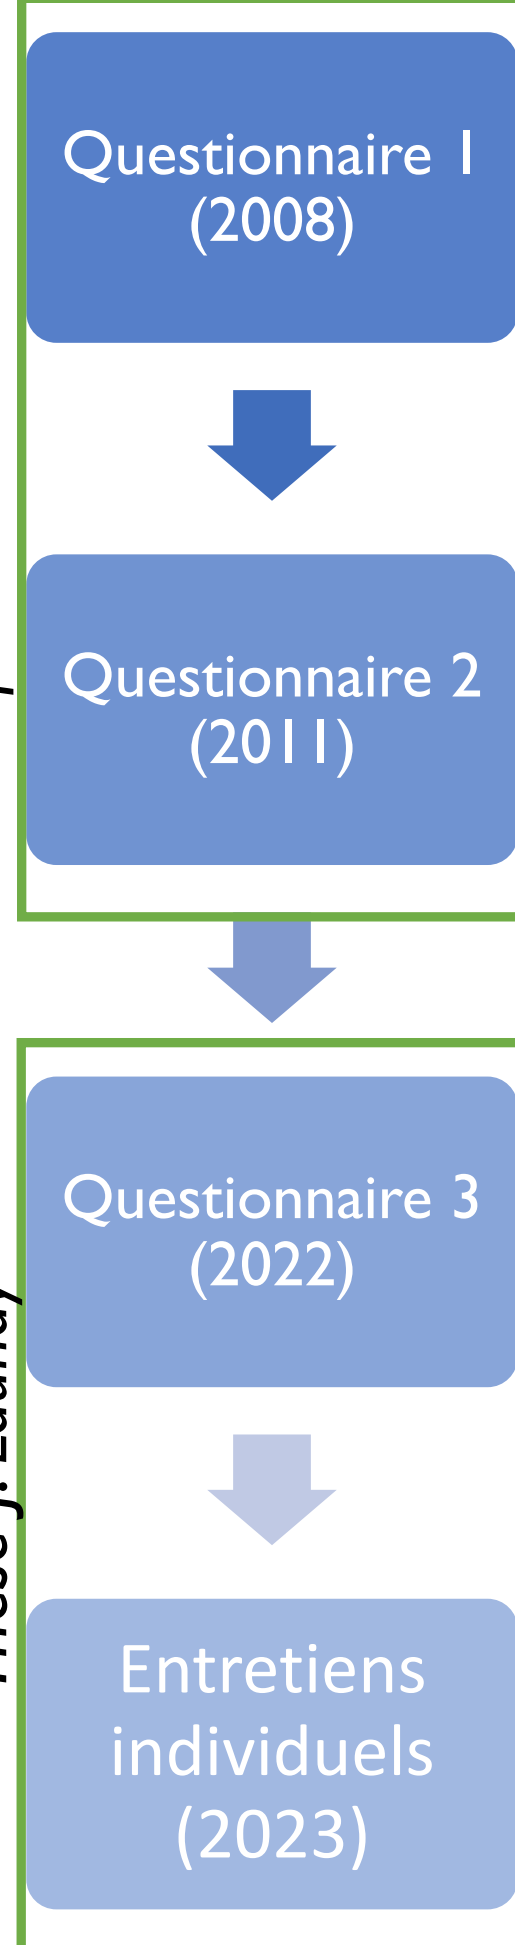 Questionnaire 1
(2008)
Questionnaire 2
(2011)
Questionnaire 3
(2022)
Entretiens
individuels
(2023)